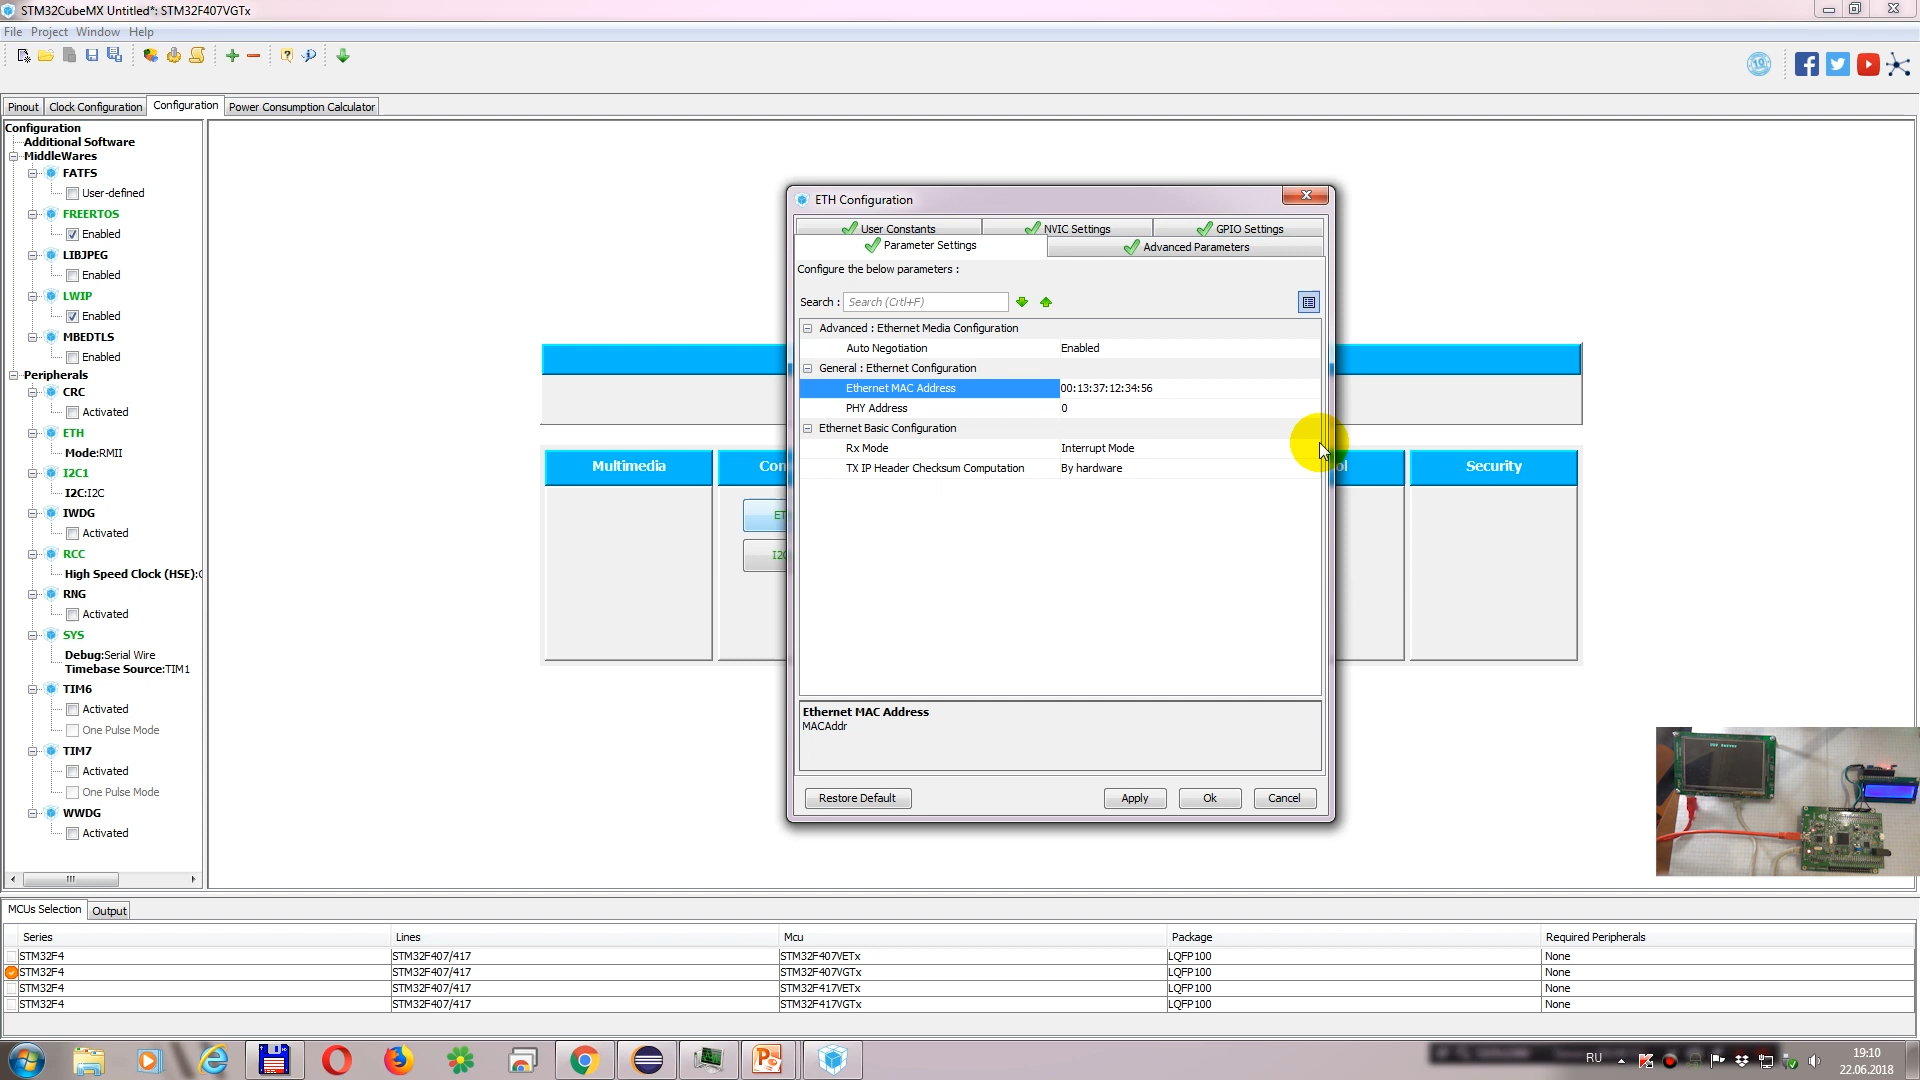 STM32CubeMX Untitled*: STM32F407VGTx
File Project Window Help
Pinout Clock Configuration Configuration Power Consumption Calculator
Configuration
Additional Software
MiddleWares
FATFS
User-defined
FREERTOS
Enabled
LIBJPEG
Enabled
LWIP
Enabled
MBEDTLS
Enabled
Peripherals
CRC
Activated
ETH
Mode:RMII
I2C1
I2C:I2C
IWDG
Activated
RCC
High Speed Clock (HSE):
RNG
Activated
SYS
Debug:Serial Wire
Timebase Source:TIM1
TIM6
Activated
One Pulse Mode
TIM7
Activated
One Pulse Mode
WWDG
Activated
Multimedia
Con
ET
I2C
ol
Security
ETH Configuration
User Constants NVIC Settings GPIO Settings
Parameter Settings Advanced Parameters
Configure the below parameters :
Search : Search (Crtl+F)
Advanced : Ethernet Media Configuration
Auto Negotiation Enabled
General : Ethernet Configuration
Ethernet MAC Address 00:13:37:12:34:56
PHY Address 0
Ethernet Basic Configuration
Rx Mode Interrupt Mode
TX IP Header Checksum Computation By hardware
Ethernet MAC Address
MACAddr
Restore Default Apply Ok Cancel
MCUs Selection Output
Series Lines Mcu Package Required Peripherals
STM32F4 STM32F407/417 STM32F407VETx LQFP100 None
STM32F4 STM32F407/417 STM32F407VGTx LQFP100 None
STM32F4 STM32F407/417 STM32F417VETx LQFP100 None
STM32F4 STM32F407/417 STM32F417VGTx LQFP100 None
RU
19:10
22.06.2018